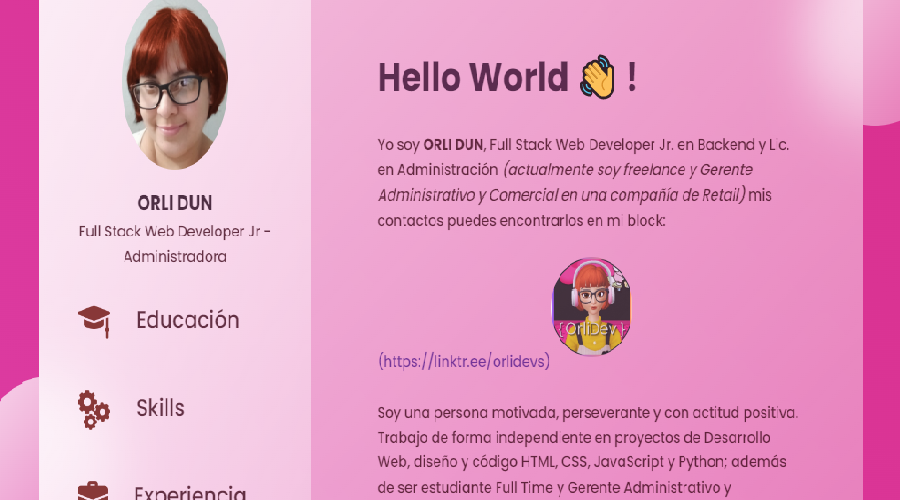 ORLI DUN
Full Stack Web Developer Jr -
Administradora
Educación
Skills
Experiencia
Hello World 👋 !
Yo soy ORLI DUN, Full Stack Web Developer Jr. en Backend y Lic.
en Administración (actualmente soy freelance y Gerente
Administrativo y Comercial en una compañía de Retail) mis
contactos puedes encontrarlos en mi block:
{OrliDev}
(https://linktr.ee/orlidevs)
Soy una persona motivada, perseverante y con actitud positiva.
Trabajo de forma independiente en proyectos de Desarrollo
Web, diseño y código HTML, CSS, JavaScript y Python; además
de ser estudiante Full Time y Gerente Administrativo y